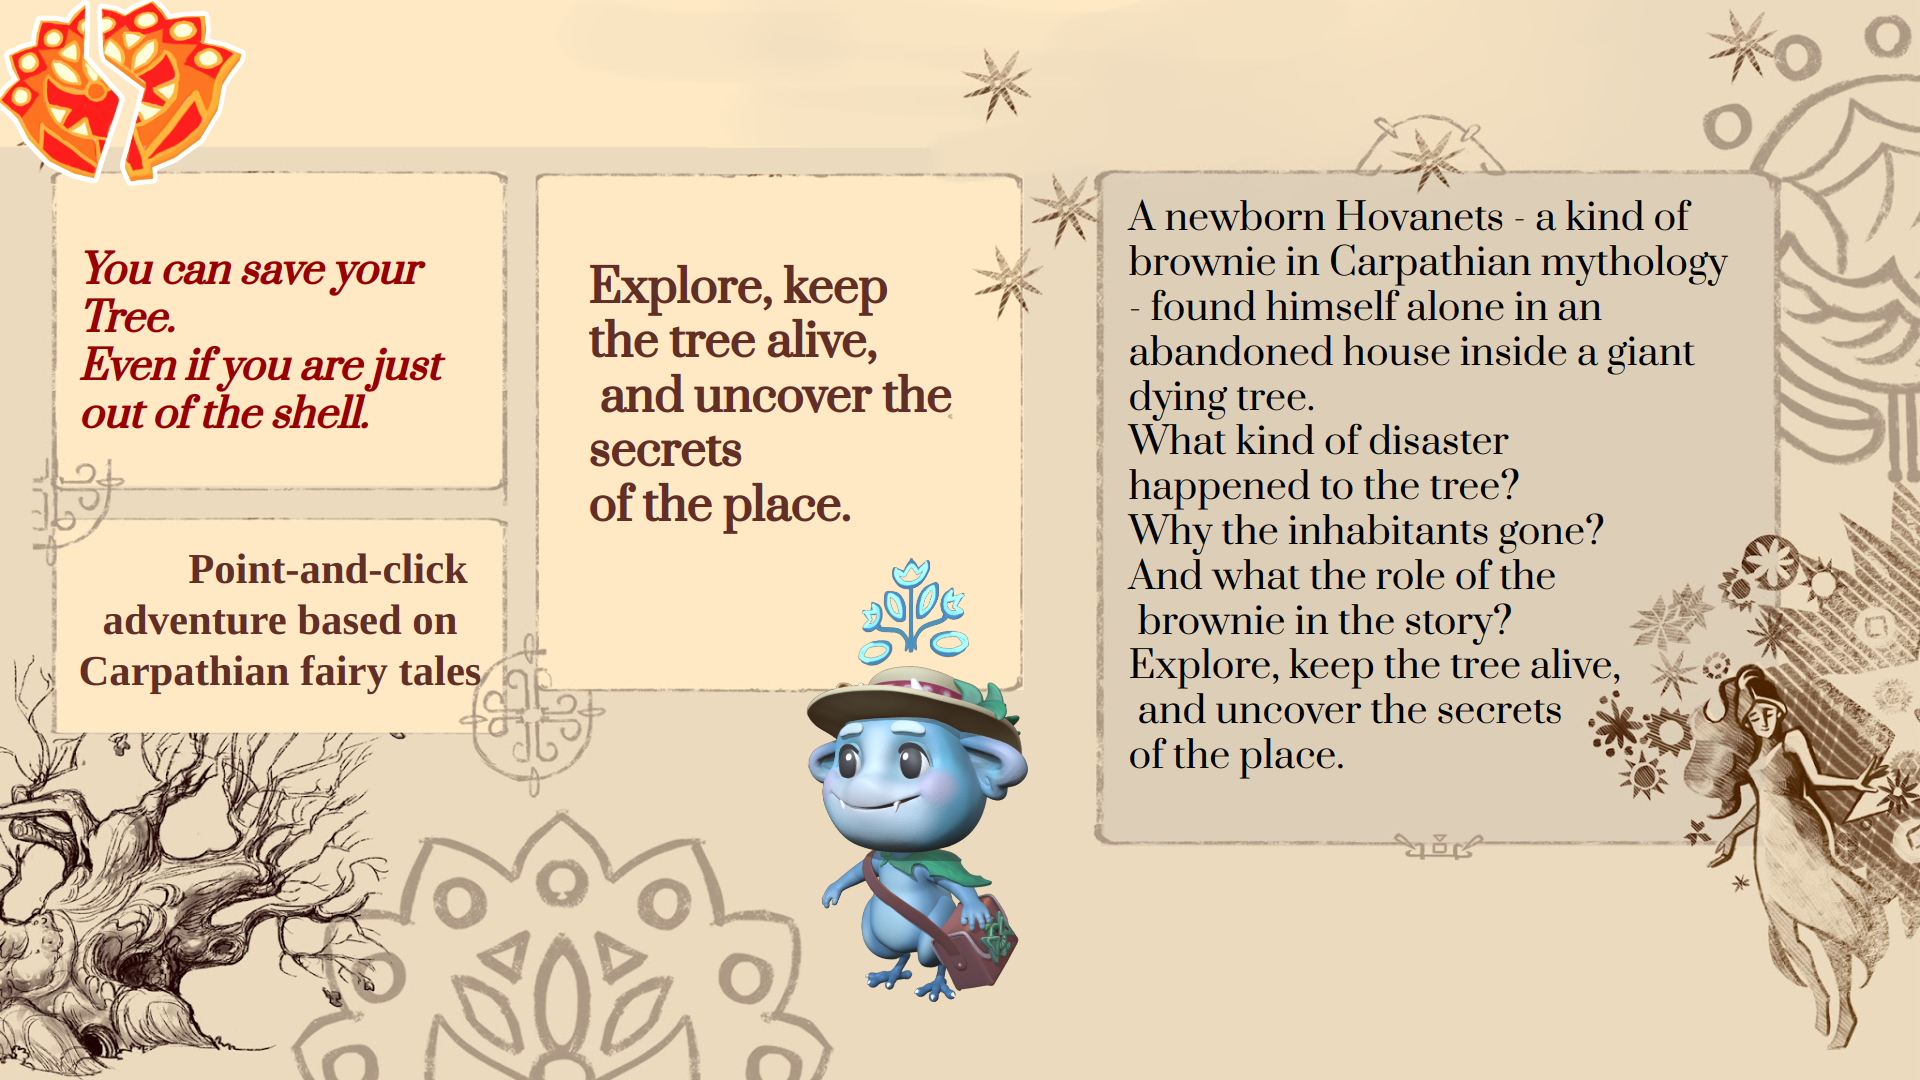 You can save your
Tree.
Even if you are just
out of the shell.
Point-and-click
adventure based on
Carpathian fairy tales
Explore, keep
the tree alive,
and uncover the
secrets
of the place.
A newborn Hovanets - a kind of
brownie in Carpathian mythology
- found himself alone in an
abandoned house inside a giant
dying tree.
What kind of disaster
happened to the tree?
Why the inhabitants gone?
And what the role of the
brownie in the story?
Explore, keep the tree alive,
and uncover the secrets
of the place.